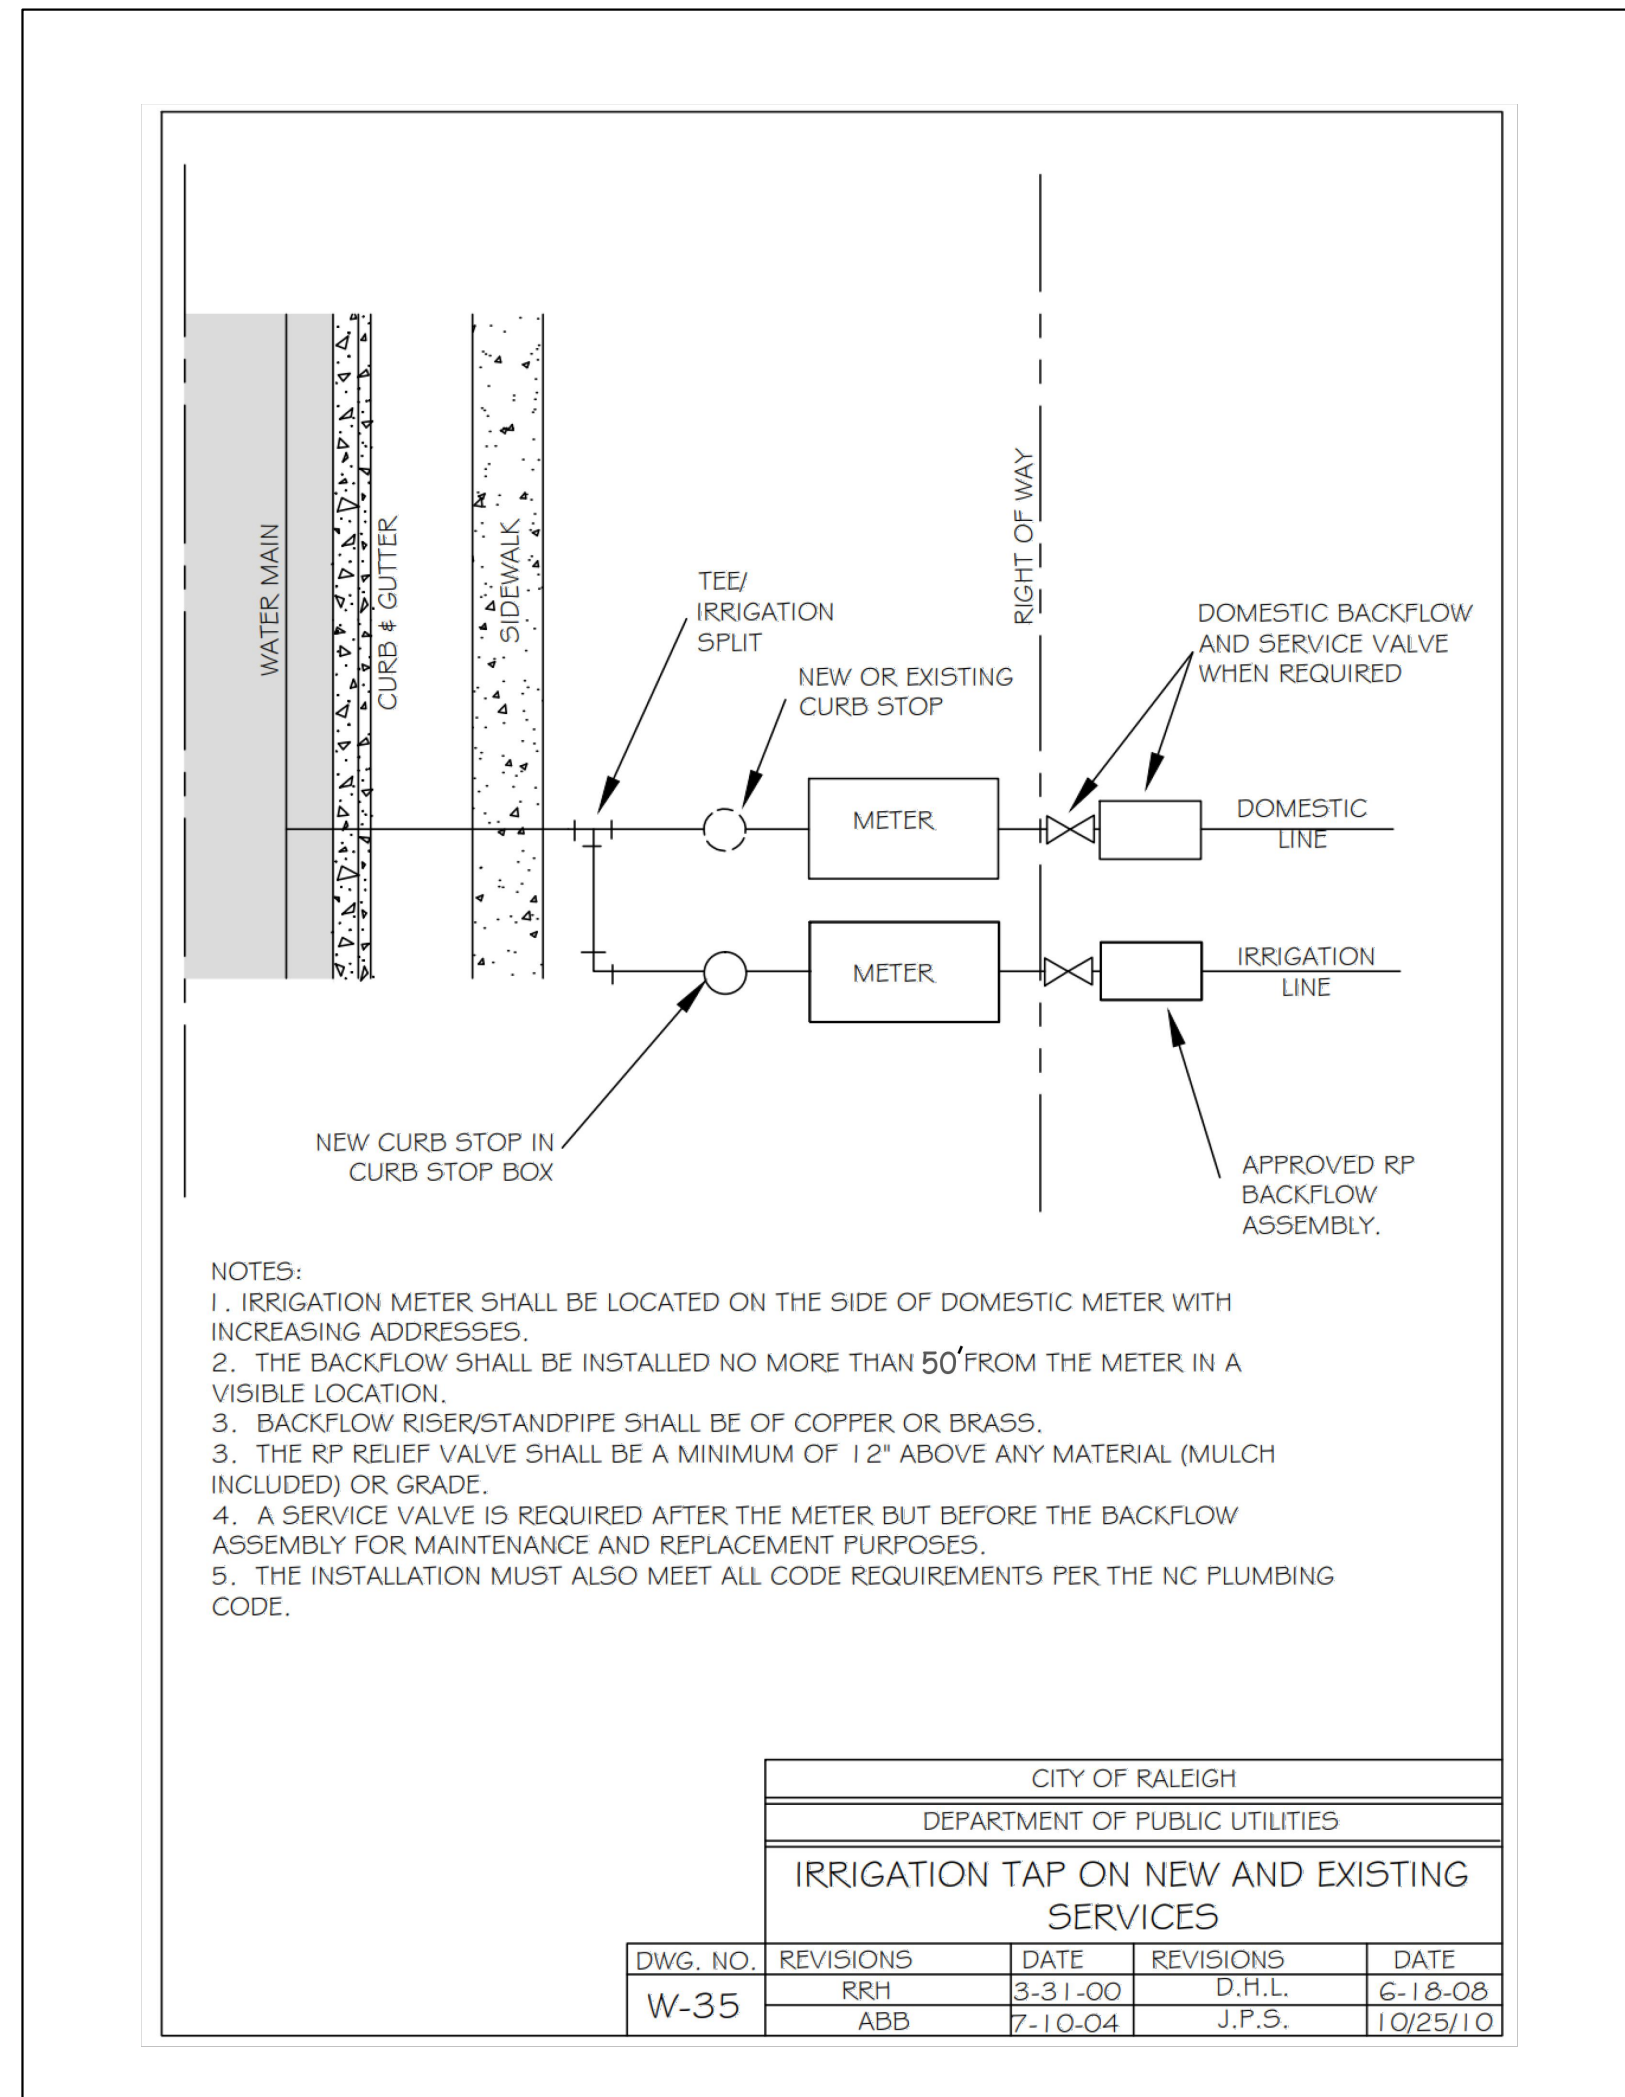 WATER MAIN
CURB & GUTTER
SIDEWALK
RIGHT OF WAY
TEE/
IRRIGATION
SPLIT
NEW OR EXISTING
CURB STOP
DOMESTIC BACKFLOW
AND SERVICE VALVE
WHEN REQUIRED
METER
DOMESTIC
LINE
METER
IRRIGATION
LINE
NEW CURB STOP IN
CURB STOP BOX
APPROVED RP
BACKFLOW
ASSEMBLY.
NOTES:
1. IRRIGATION METER SHALL BE LOCATED ON THE SIDE OF DOMESTIC METER WITH
INCREASING ADDRESSES.
2. THE BACKFLOW SHALL BE INSTALLED NO MORE THAN 50' FROM THE METER IN A
VISIBLE LOCATION.
3. BACKFLOW RISER/STANDPIPE SHALL BE OF COPPER OR BRASS.
3. THE RP RELIEF VALVE SHALL BE A MINIMUM OF 12" ABOVE ANY MATERIAL (MULCH
INCLUDED) OR GRADE.
4. A SERVICE VALVE IS REQUIRED AFTER THE METER BUT BEFORE THE BACKFLOW
ASSEMBLY FOR MAINTENANCE AND REPLACEMENT PURPOSES.
5. THE INSTALLATION MUST ALSO MEET ALL CODE REQUIREMENTS PER THE NC PLUMBING
CODE.
CITY OF RALEIGH
DEPARTMENT OF PUBLIC UTILITIES
IRRIGATION TAP ON NEW AND EXISTING
SERVICES
DWG. NO. REVISIONS DATE REVISIONS DATE
W-35 RRH 3-31-00 D.H.L. 6-18-08
ABB 7-10-04 J.P.S. 10/25/10